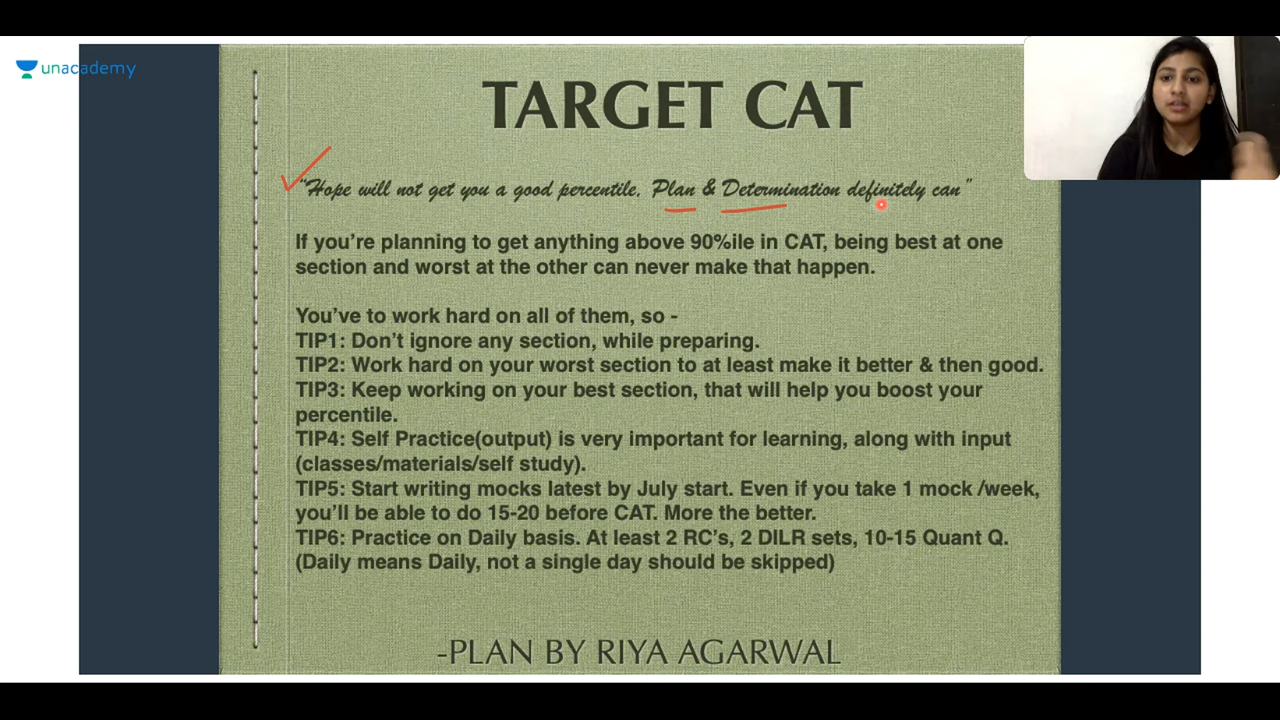 unacademy
TARGET CAT
"Hope will not get you a good percentile, Plan & Determination definitely can"
If you're planning to get anything above 90%ile in CAT, being best at one
section and worst at the other can never make that happen.
You've to work hard on all of them, so -
TIP1: Don't ignore any section, while preparing.
TIP2: Work hard on your worst section to at least make it better & then good.
TIP3: Keep working on your best section, that will help you boost your
percentile.
TIP4: Self Practice(output) is very important for learning, along with input
(classes/materials/self study).
TIP5: Start writing mocks latest by July start. Even if you take 1 mock /week,
you'll be able to do 15-20 before CAT. More the better.
TIP6: Practice on Daily basis. At least 2 RC's, 2 DILR sets, 10-15 Quant Q.
(Daily means Daily, not a single day should be skipped)
-PLAN BY RIYA AGARWAL